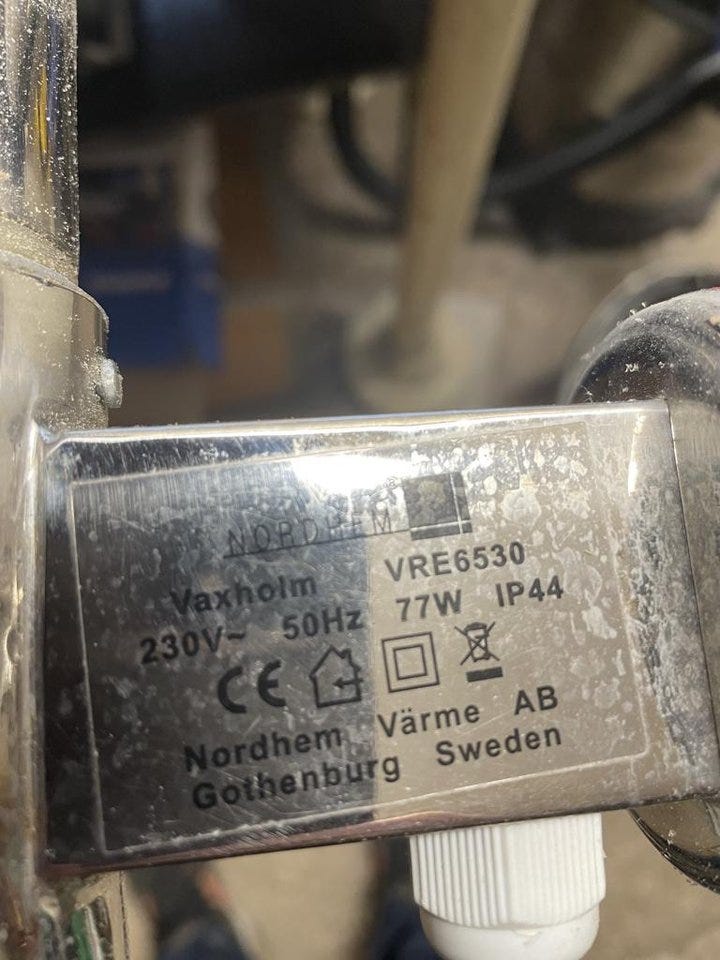 NORDHEM
Vaxholm VRE6530
230V~ 50Hz 77W IP44
CE
Nordhem Värme AB
Gothenburg Sweden